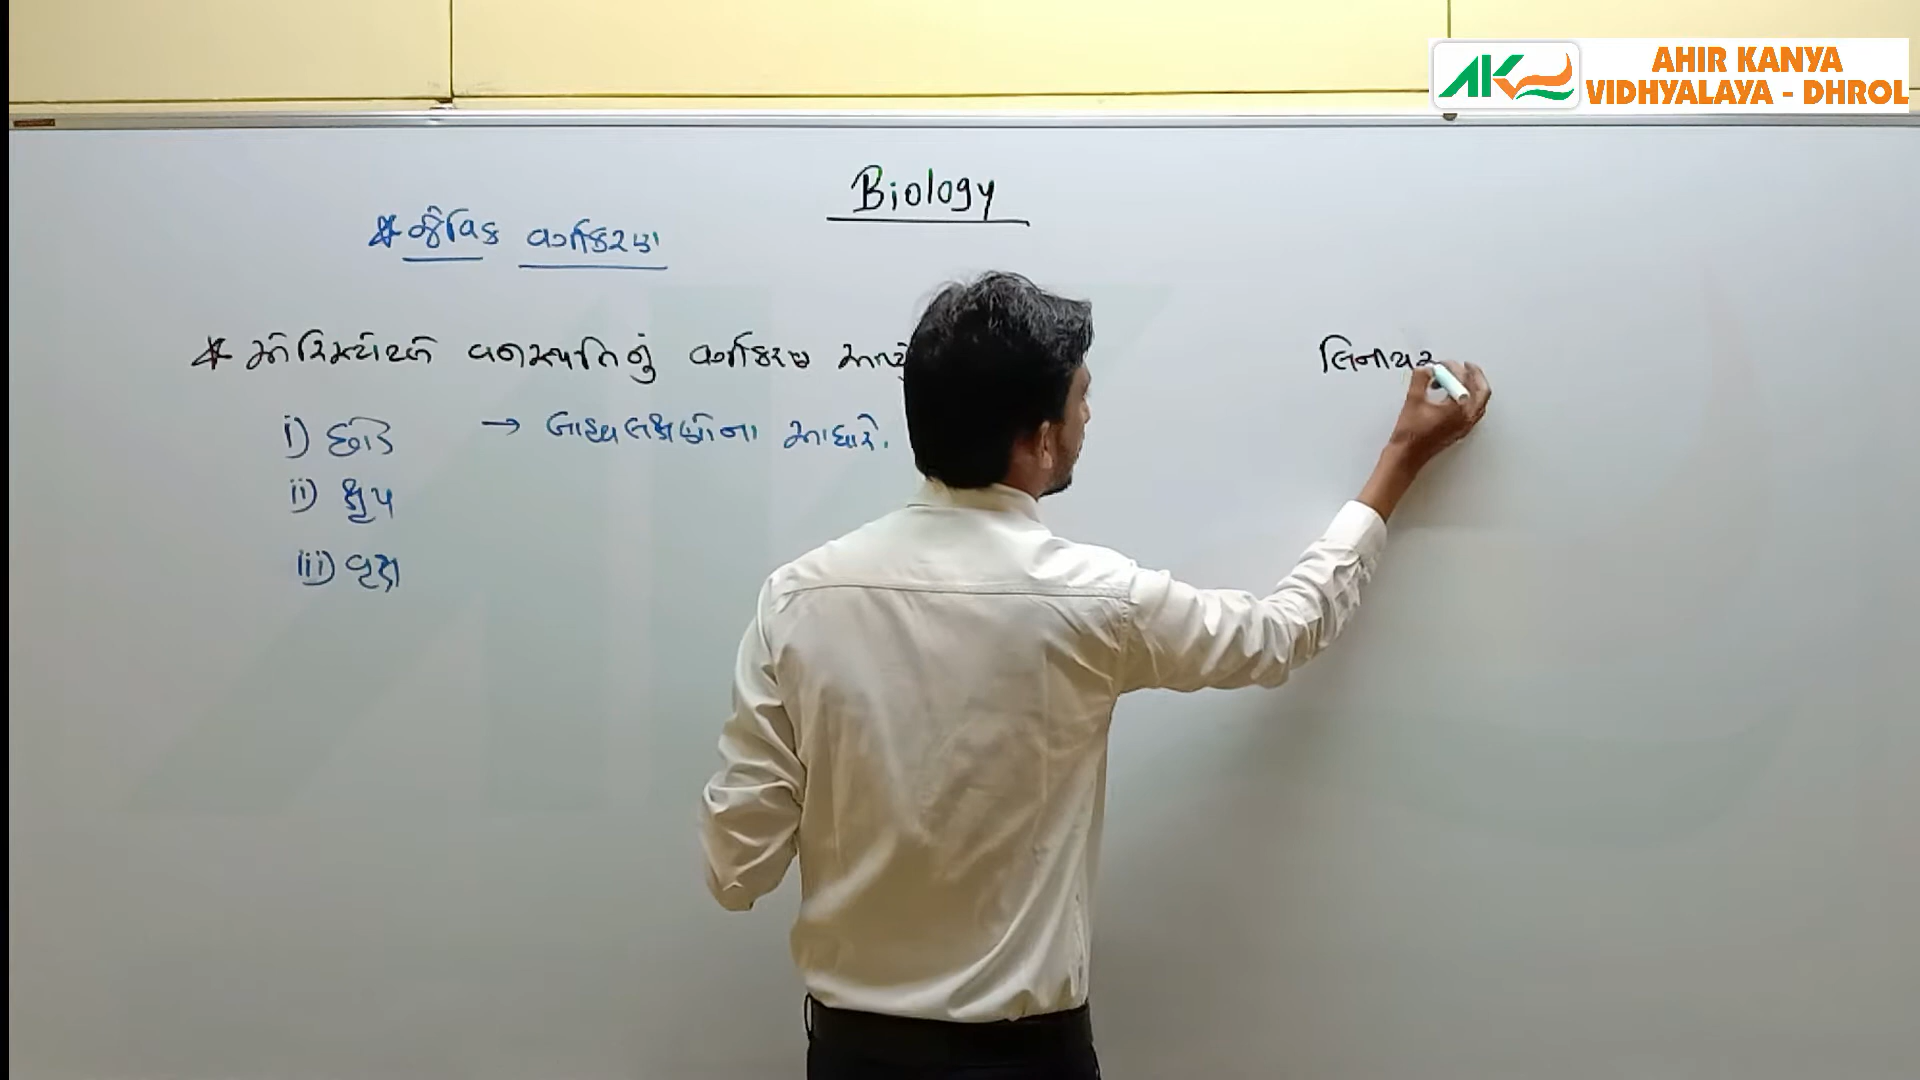 AHIR KANYA
VIDHYALAYA - DHROL
Biology
* જૈવિક વર્ગીકરણ
* એરિસ્ટોટલે વનસ્પતિનું વર્ગીકરણ
i) છોડ → બાહ્યલક્ષણોના આધારે.
ii) ક્ષુપ
iii) વૃક્ષ
લિનીયસ